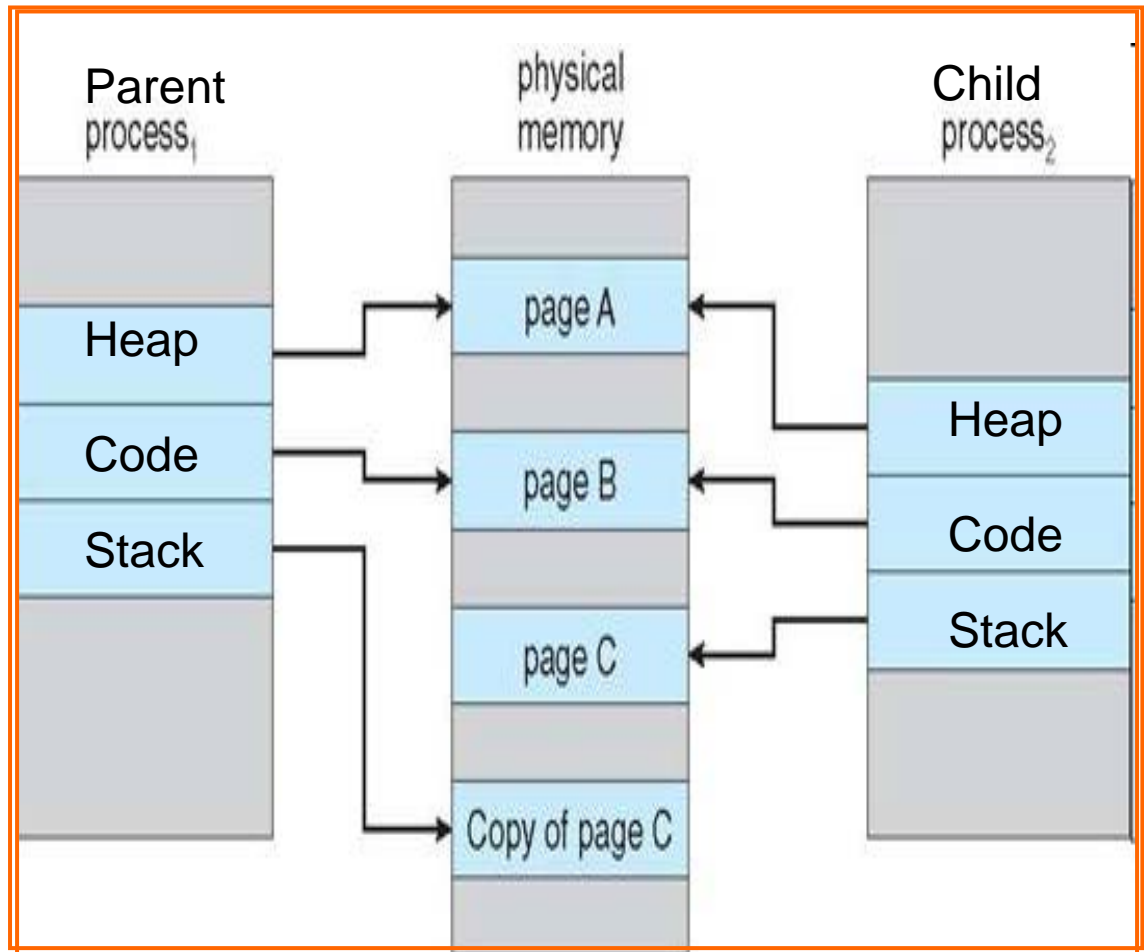 Parent
process₁
Heap
Code
Stack
physical
memory
page A
page B
page C
Copy of page C
Child
process₂
Heap
Code
Stack